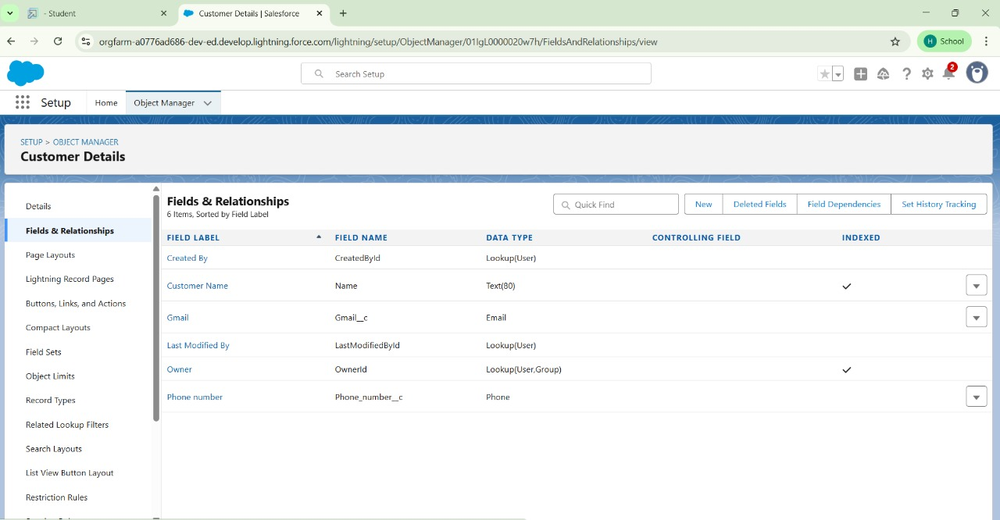 - Student
Customer Details | Salesforce
orgfarm-a0776ad686-dev-ed.develop.lightning.force.com/lightning/setup/ObjectManager/01IgL0000020w7h/FieldsAndRelationships/view
H School
Search Setup
2
Setup Home Object Manager
SETUP > OBJECT MANAGER
Customer Details
Details
Fields & Relationships
Page Layouts
Lightning Record Pages
Buttons, Links, and Actions
Compact Layouts
Field Sets
Object Limits
Record Types
Related Lookup Filters
Search Layouts
List View Button Layout
Restriction Rules
Fields & Relationships
6 Items, Sorted by Field Label
Quick Find New Deleted Fields Field Dependencies Set History Tracking
FIELD LABEL FIELD NAME DATA TYPE CONTROLLING FIELD INDEXED
Created By CreatedById Lookup(User)
Customer Name Name Text(80)
Gmail Gmail__c Email
Last Modified By LastModifiedById Lookup(User)
Owner OwnerId Lookup(User,Group)
Phone number Phone_number__c Phone